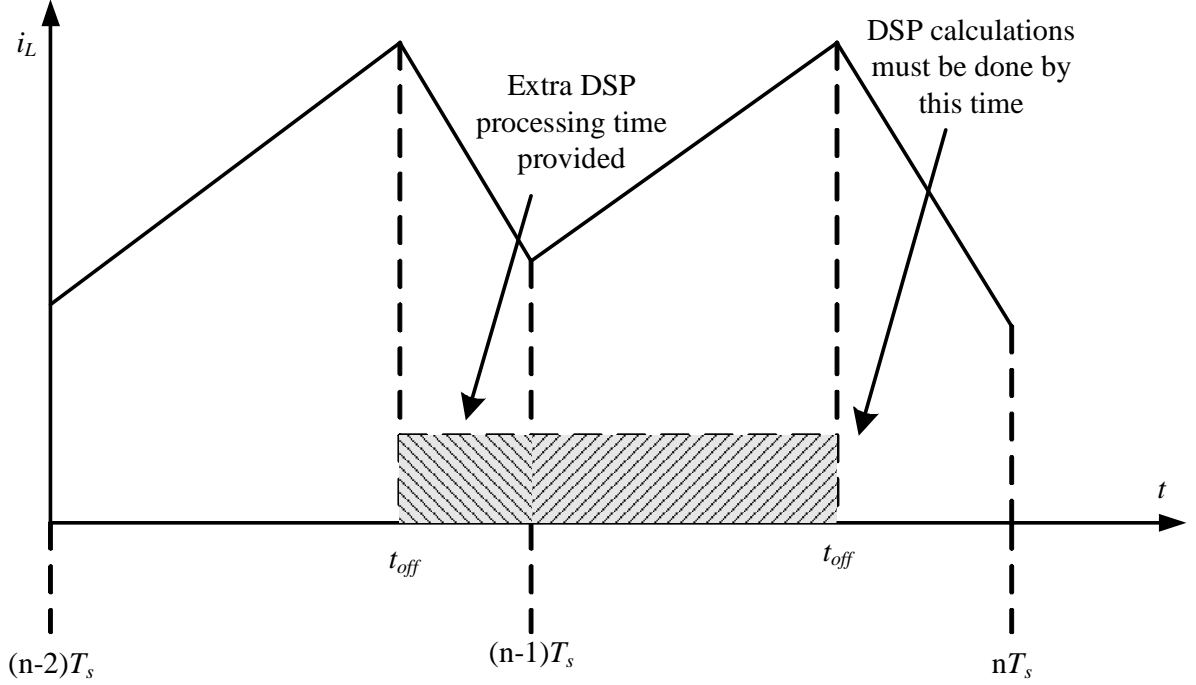 i_L
Extra DSP
processing time
provided
DSP calculations
must be done by
this time
t
t_off
t_off
(n-2)T_s
(n-1)T_s
nT_s